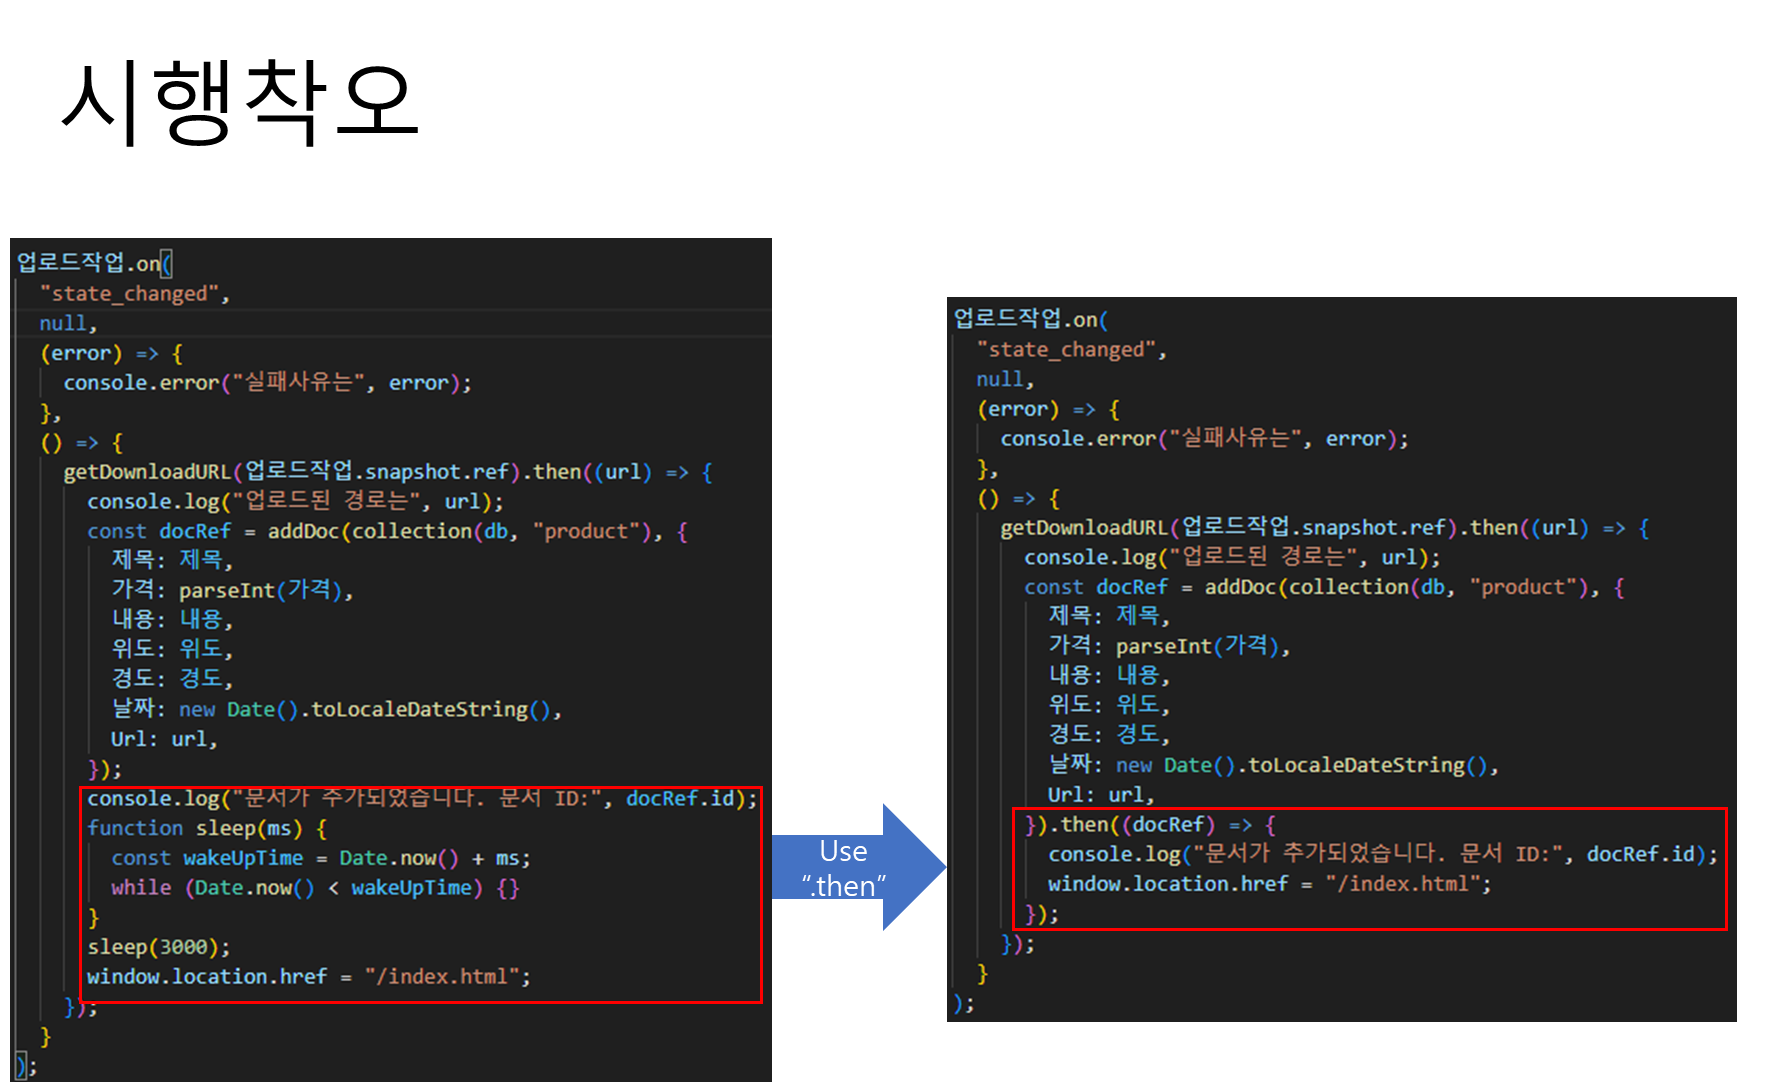 시행착오
업로드작업.on(
"state_changed",
null,
(error) => {
console.error("실패사유는", error);
},
() => {
getDownloadURL(업로드작업.snapshot.ref).then((url) => {
console.log("업로드된 경로는", url);
const docRef = addDoc(collection(db, "product"), {
제목: 제목,
가격: parseInt(가격),
내용: 내용,
위도: 위도,
경도: 경도,
날짜: new Date().toLocaleDateString(),
Url: url,
});
console.log("문서가 추가되었습니다. 문서 ID:", docRef.id);
function sleep(ms) {
const wakeUpTime = Date.now() + ms;
while (Date.now() < wakeUpTime) {}
}
sleep(3000);
window.location.href = "/index.html";
});
}
);
Use
“.then”
업로드작업.on(
"state_changed",
null,
(error) => {
console.error("실패사유는", error);
},
() => {
getDownloadURL(업로드작업.snapshot.ref).then((url) => {
console.log("업로드된 경로는", url);
const docRef = addDoc(collection(db, "product"), {
제목: 제목,
가격: parseInt(가격),
내용: 내용,
위도: 위도,
경도: 경도,
날짜: new Date().toLocaleDateString(),
Url: url,
}).then((docRef) => {
console.log("문서가 추가되었습니다. 문서 ID:", docRef.id);
window.location.href = "/index.html";
});
});
}
);